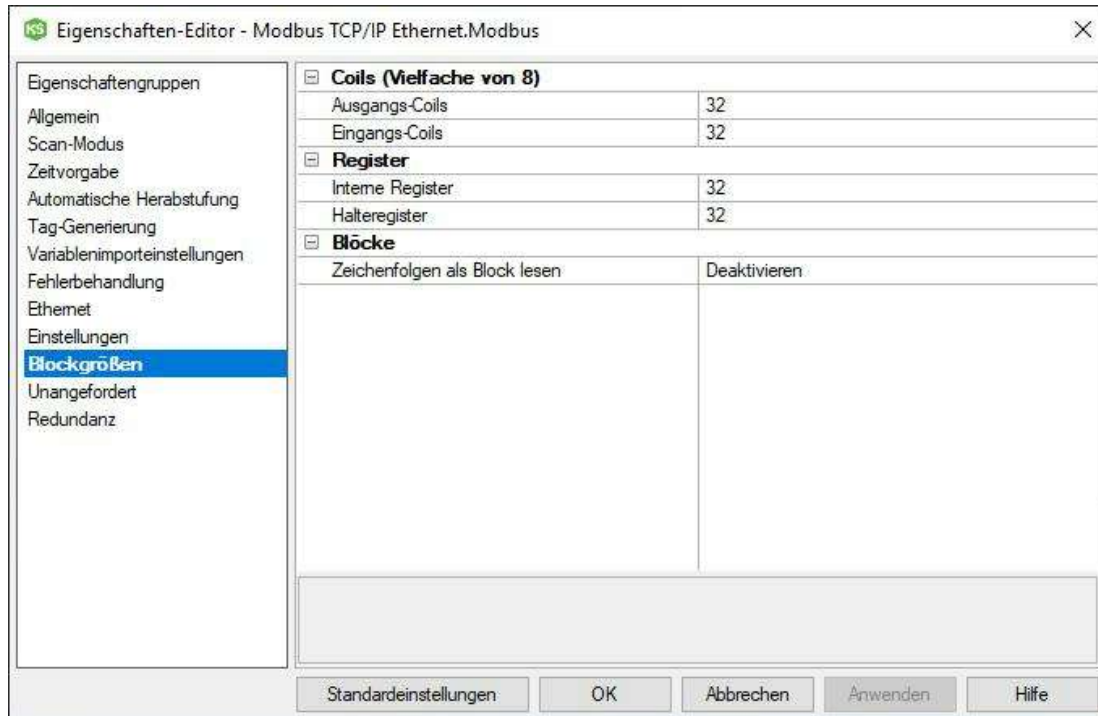 KS Eigenschaften-Editor - Modbus TCP/IP Ethernet.Modbus
Eigenschaftengruppen
Allgemein
Scan-Modus
Zeitvorgabe
Automatische Herabstufung
Tag-Generierung
Variablenimporteinstellungen
Fehlerbehandlung
Ethernet
Einstellungen
Blockgrößen
Unangefordert
Redundanz
Coils (Vielfache von 8)
Ausgangs-Coils 32
Eingangs-Coils 32
Register
Interne Register 32
Halteregister 32
Blöcke
Zeichenfolgen als Block lesen Deaktivieren
Standardeinstellungen OK Abbrechen Anwenden Hilfe